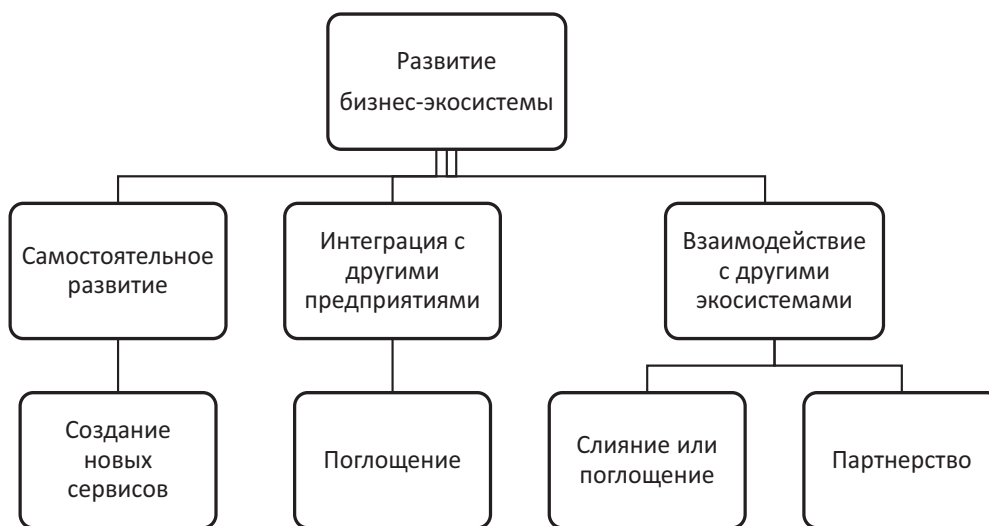 Развитие
бизнес-экосистемы
Самостоятельное
развитие
Интеграция с
другими
предприятиями
Взаимодействие
с другими
экосистемами
Создание
новых
сервисов
Поглощение
Слияние или
поглощение
Партнерство